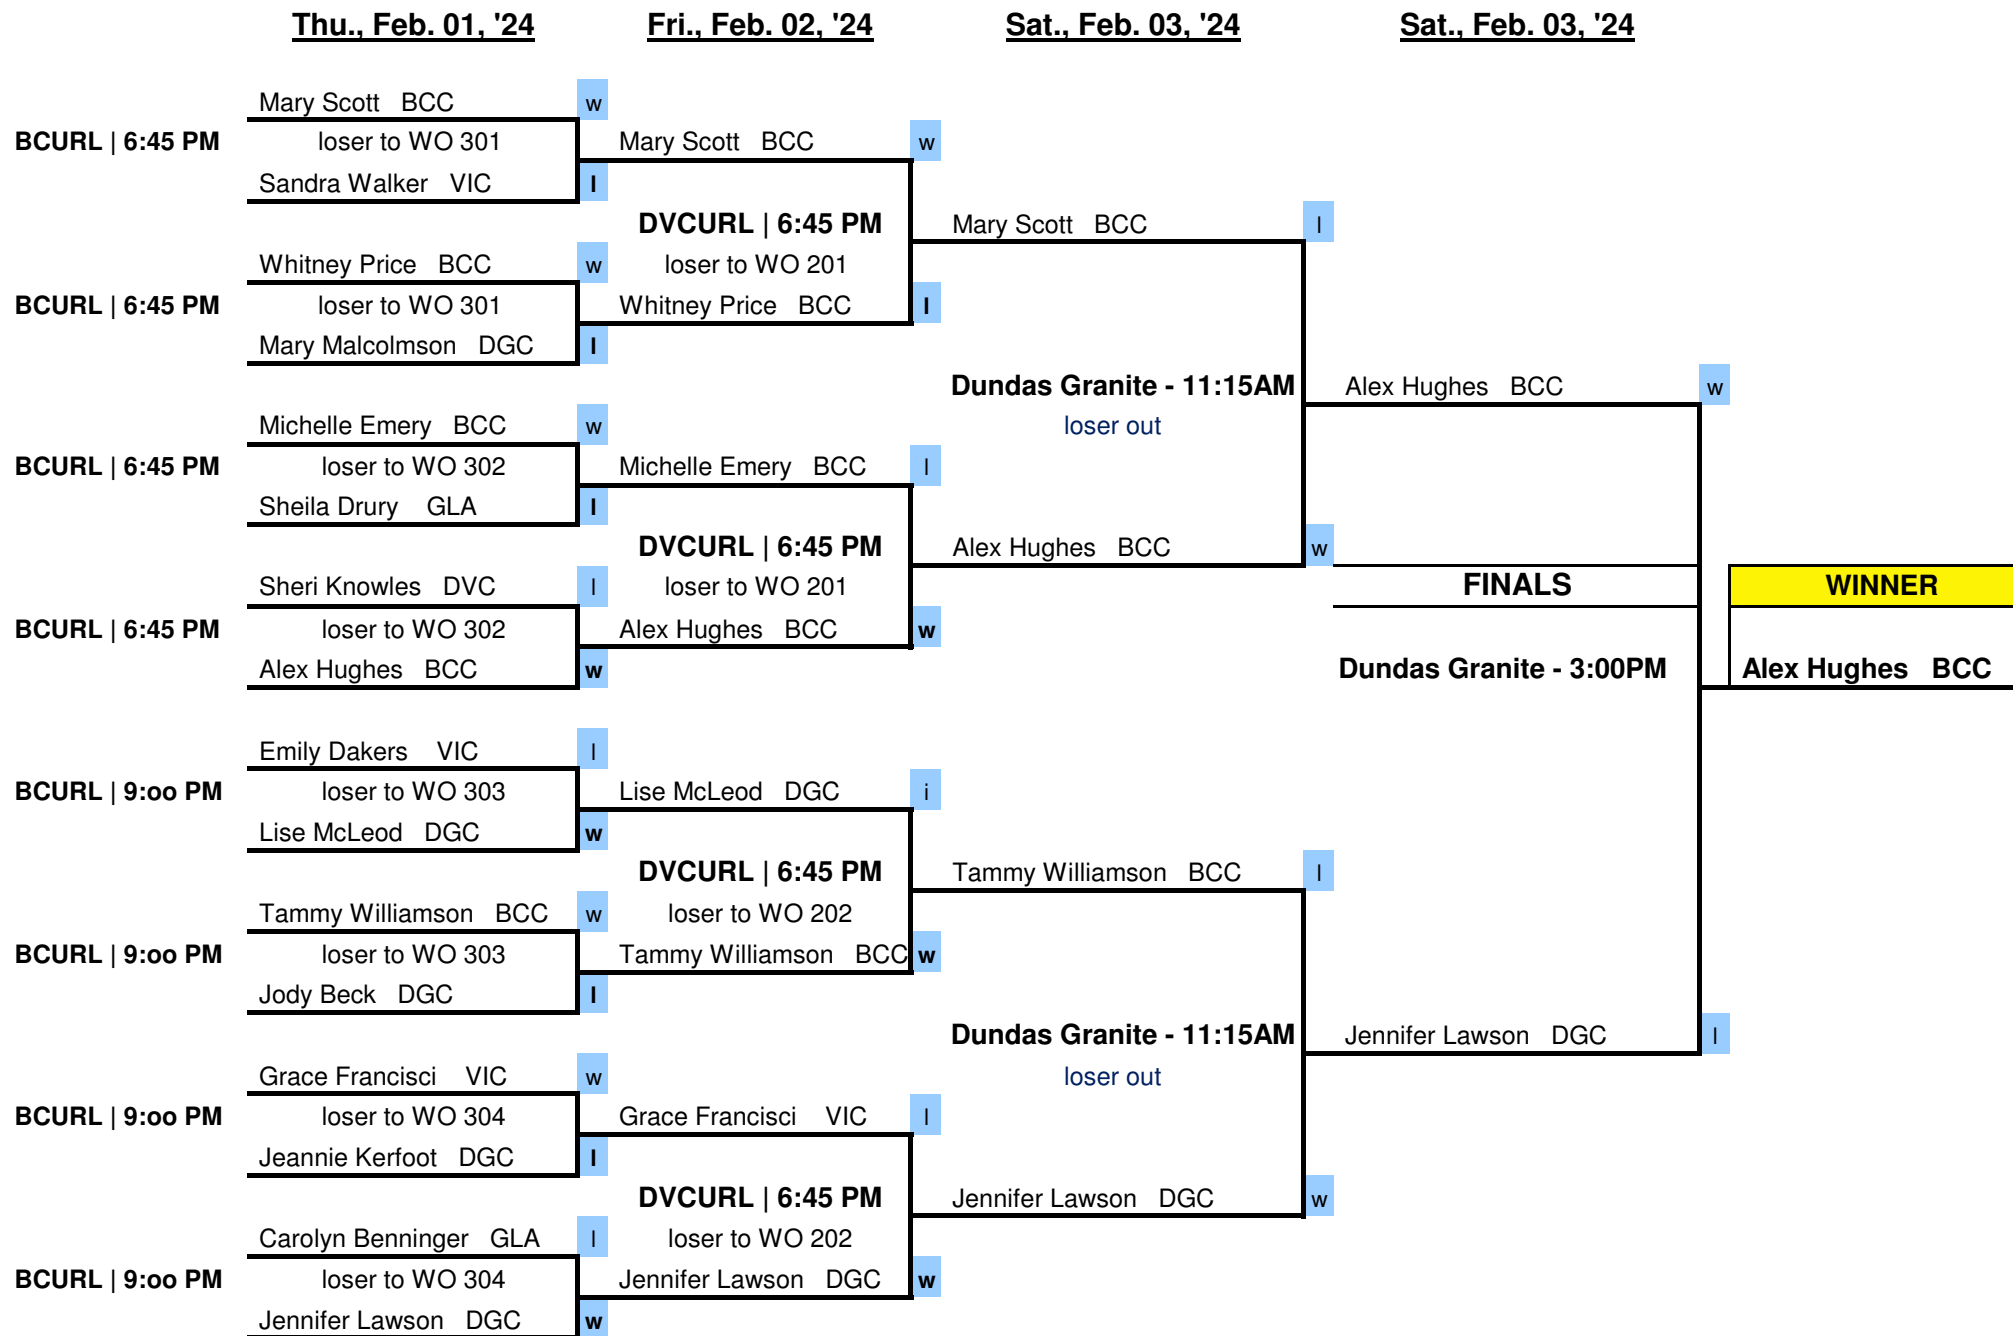 Thu., Feb. 01, '24 Fri., Feb. 02, '24 Sat., Feb. 03, '24 Sat., Feb. 03, '24
Mary Scott BCC w
BCURL | 6:45 PM loser to WO 301 Mary Scott BCC w
Sandra Walker VIC l
DVCURL | 6:45 PM Mary Scott BCC l
Whitney Price BCC w loser to WO 201
BCURL | 6:45 PM loser to WO 301 Whitney Price BCC l
Mary Malcolmson DGC l
Dundas Granite - 11:15AM Alex Hughes BCC w
Michelle Emery BCC w loser out
BCURL | 6:45 PM loser to WO 302 Michelle Emery BCC l
Sheila Drury GLA l
DVCURL | 6:45 PM Alex Hughes BCC w
Sheri Knowles DVC l loser to WO 201 FINALS WINNER
BCURL | 6:45 PM loser to WO 302 Alex Hughes BCC w
Alex Hughes BCC w Dundas Granite - 3:00PM Alex Hughes BCC
Emily Dakers VIC l
BCURL | 9:oo PM loser to WO 303 Lise McLeod DGC i
Lise McLeod DGC w
DVCURL | 6:45 PM Tammy Williamson BCC l
Tammy Williamson BCC w loser to WO 202
BCURL | 9:oo PM loser to WO 303 Tammy Williamson BCC w
Jody Beck DGC l
Dundas Granite - 11:15AM Jennifer Lawson DGC l
Grace Francisci VIC w loser out
BCURL | 9:oo PM loser to WO 304 Grace Francisci VIC l
Jeannie Kerfoot DGC l
DVCURL | 6:45 PM Jennifer Lawson DGC w
Carolyn Benninger GLA l loser to WO 202
BCURL | 9:oo PM loser to WO 304 Jennifer Lawson DGC w
Jennifer Lawson DGC w